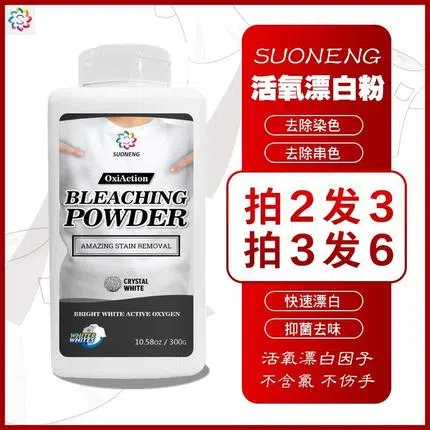 SUONENG
OxiAction
BLEACHING
POWDER
AMAZING STAIN REMOVAL
CRYSTAL
WHITE
BRIGHT WHITE ACTIVE OXYGEN
WHITER
WHITES
10.58oz / 300G
SUONENG
活氧漂白粉
去除染色
去除串色
拍2发3
拍3发6
快速漂白
抑菌去味
活氧漂白因子
不含氯 不伤手